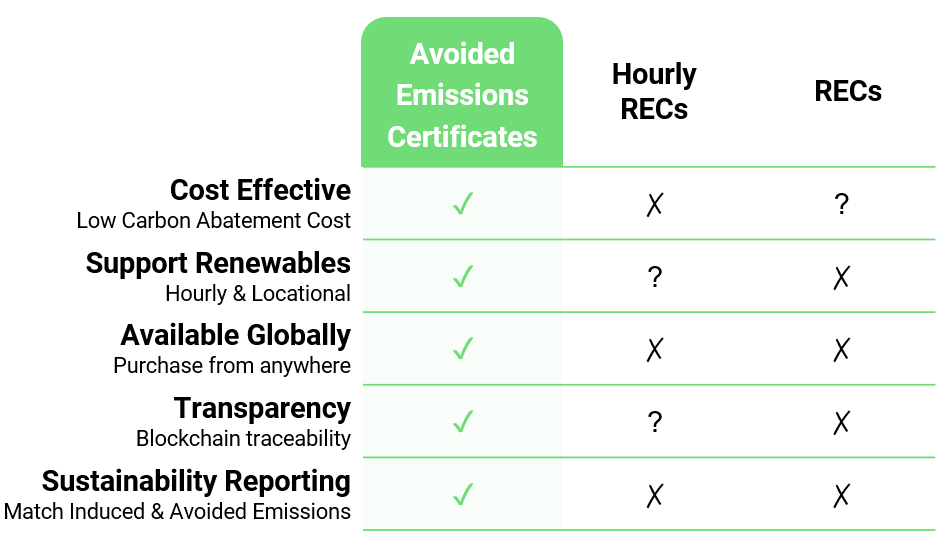 Avoided
Emissions
Certificates
Hourly
RECs
RECs
Cost Effective
Low Carbon Abatement Cost
✓ ✗ ?
Support Renewables
Hourly & Locational
✓ ? ✗
Available Globally
Purchase from anywhere
✓ ✗ ✗
Transparency
Blockchain traceability
✓ ? ✗
Sustainability Reporting
Match Induced & Avoided Emissions
✓ ✗ ✗